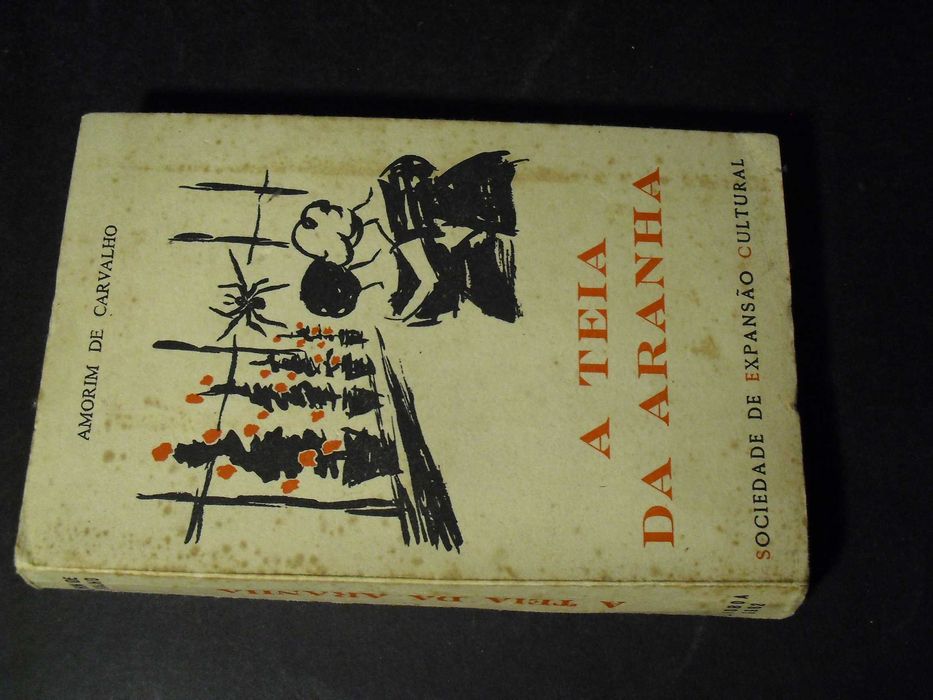 AMORIM DE CARVALHO
A TEIA
DA ARANHA
SOCIEDADE DE EXPANSÃO CULTURAL
A TEIA DA ARANHA